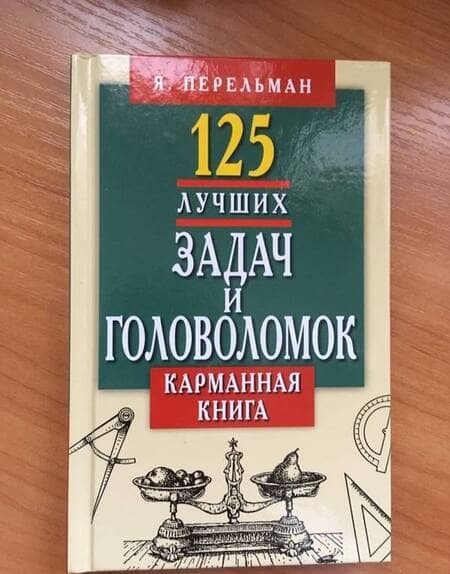 Я. ПЕРЕЛЬМАН
125
ЛУЧШИХ
ЗАДАЧ
И
ГОЛОВОЛОМОК
КАРМАННАЯ
КНИГА